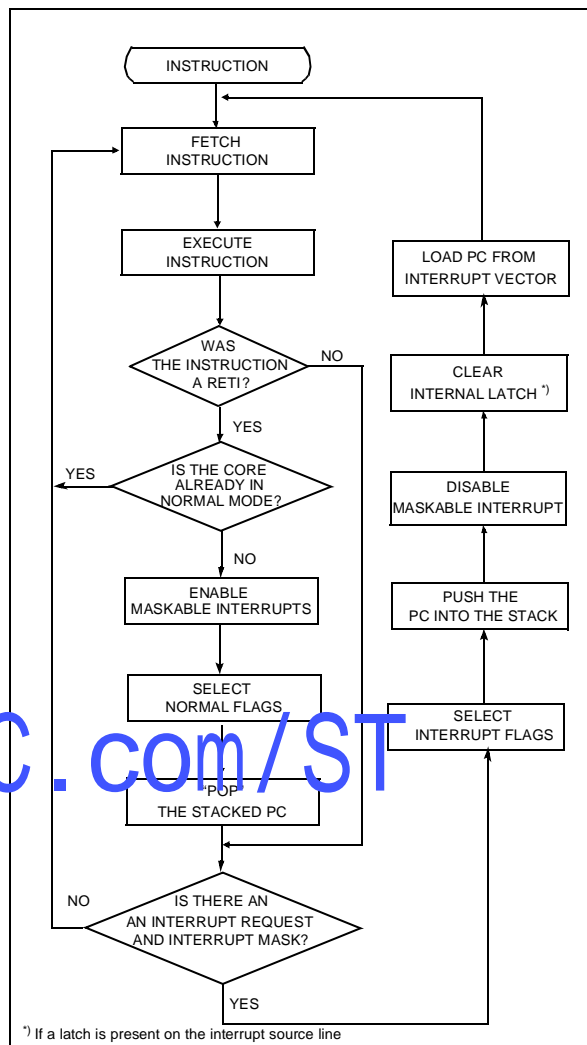 INSTRUCTION
FETCH
INSTRUCTION
EXECUTE
INSTRUCTION
WAS
THE INSTRUCTION
A RETI?
NO
YES
IS THE CORE
ALREADY IN
NORMAL MODE?
YES
NO
ENABLE
MASKABLE INTERRUPTS
SELECT
NORMAL FLAGS
"POP"
THE STACKED PC
IS THERE AN
AN INTERRUPT REQUEST
AND INTERRUPT MASK?
NO
YES
SELECT
INTERRUPT FLAGS
PUSH THE
PC INTO THE STACK
DISABLE
MASKABLE INTERRUPT
CLEAR
INTERNAL LATCH *)
LOAD PC FROM
INTERRUPT VECTOR
C.com/ST
*) If a latch is present on the interrupt source line